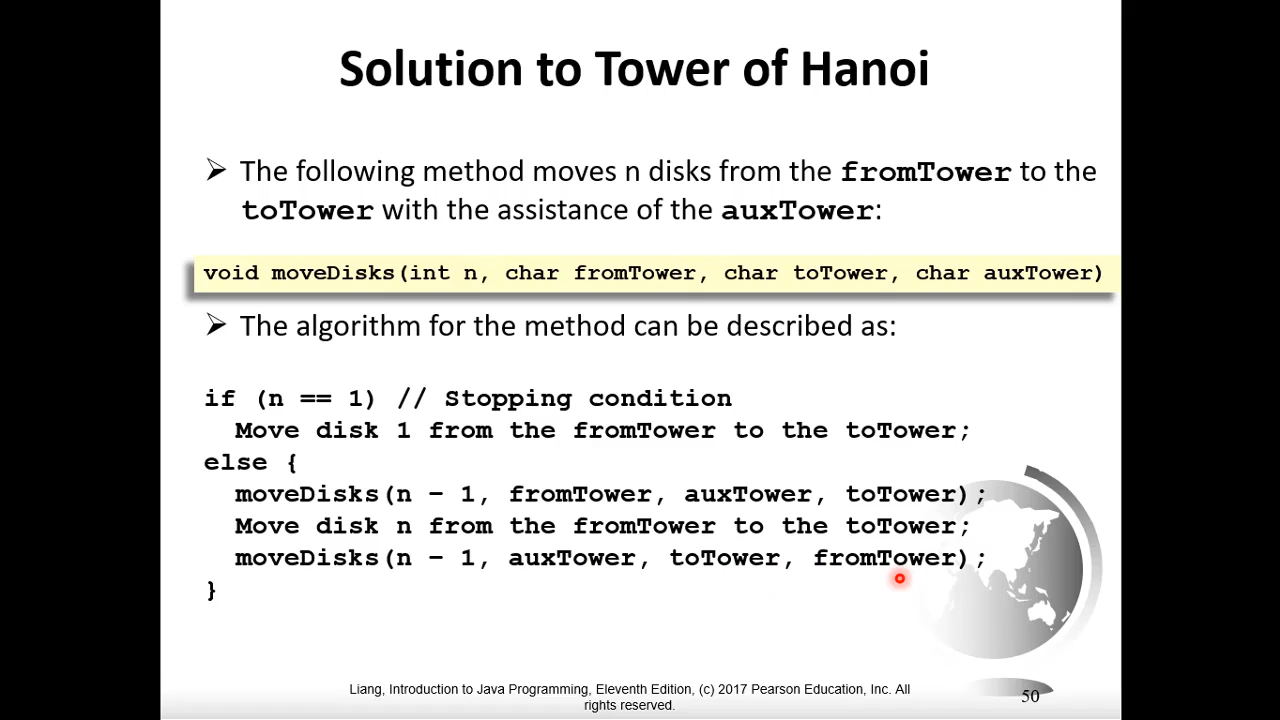 Solution to Tower of Hanoi
➢ The following method moves n disks from the fromTower to the
toTower with the assistance of the auxTower:
void moveDisks(int n, char fromTower, char toTower, char auxTower)
➢ The algorithm for the method can be described as:
if (n == 1) // Stopping condition
  Move disk 1 from the fromTower to the toTower;
else {
  moveDisks(n – 1, fromTower, auxTower, toTower);
  Move disk n from the fromTower to the toTower;
  moveDisks(n – 1, auxTower, toTower, fromTower);
}
Liang, Introduction to Java Programming, Eleventh Edition, (c) 2017 Pearson Education, Inc. All
rights reserved.
50